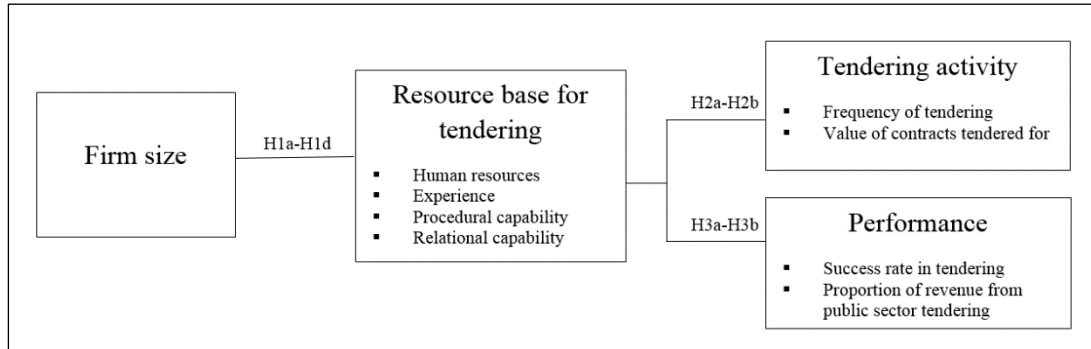 Firm size
H1a-H1d
Resource base for
tendering
▪ Human resources
▪ Experience
▪ Procedural capability
▪ Relational capability
H2a-H2b
Tendering activity
▪ Frequency of tendering
▪ Value of contracts tendered for
H3a-H3b
Performance
▪ Success rate in tendering
▪ Proportion of revenue from
public sector tendering